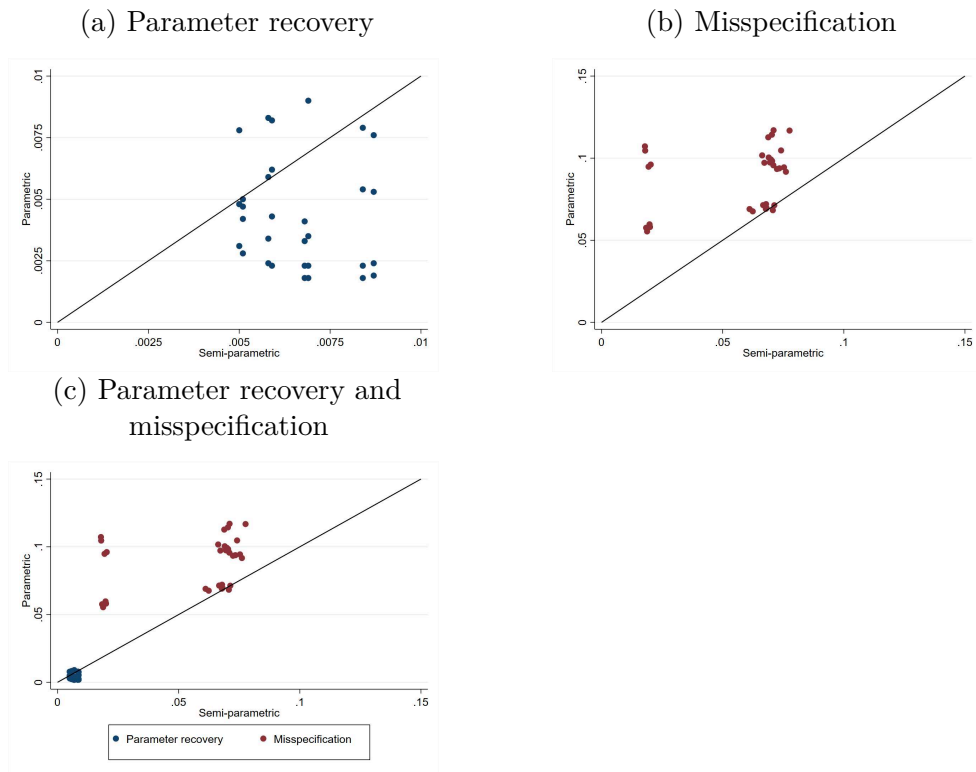 (a) Parameter recovery
Parametric
.01
.0075
.005
.0025
0
0 .0025 .005 .0075 .01
Semi-parametric
(b) Misspecification
Parametric
.15
.1
.05
0
0 .05 .1 .15
Semi-parametric
(c) Parameter recovery and
misspecification
Parametric
.15
.1
.05
0
0 .05 .1 .15
Semi-parametric
Parameter recovery Misspecification